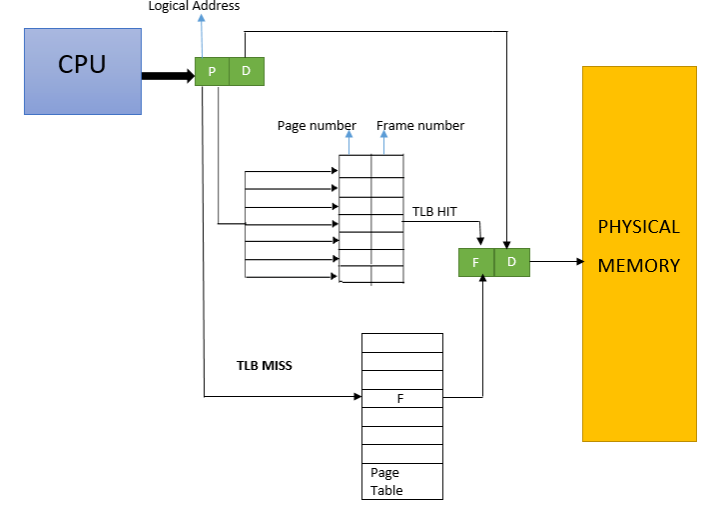 Logical Address
CPU
P D
Page number Frame number
TLB HIT
F D
PHYSICAL
MEMORY
TLB MISS
F
Page
Table